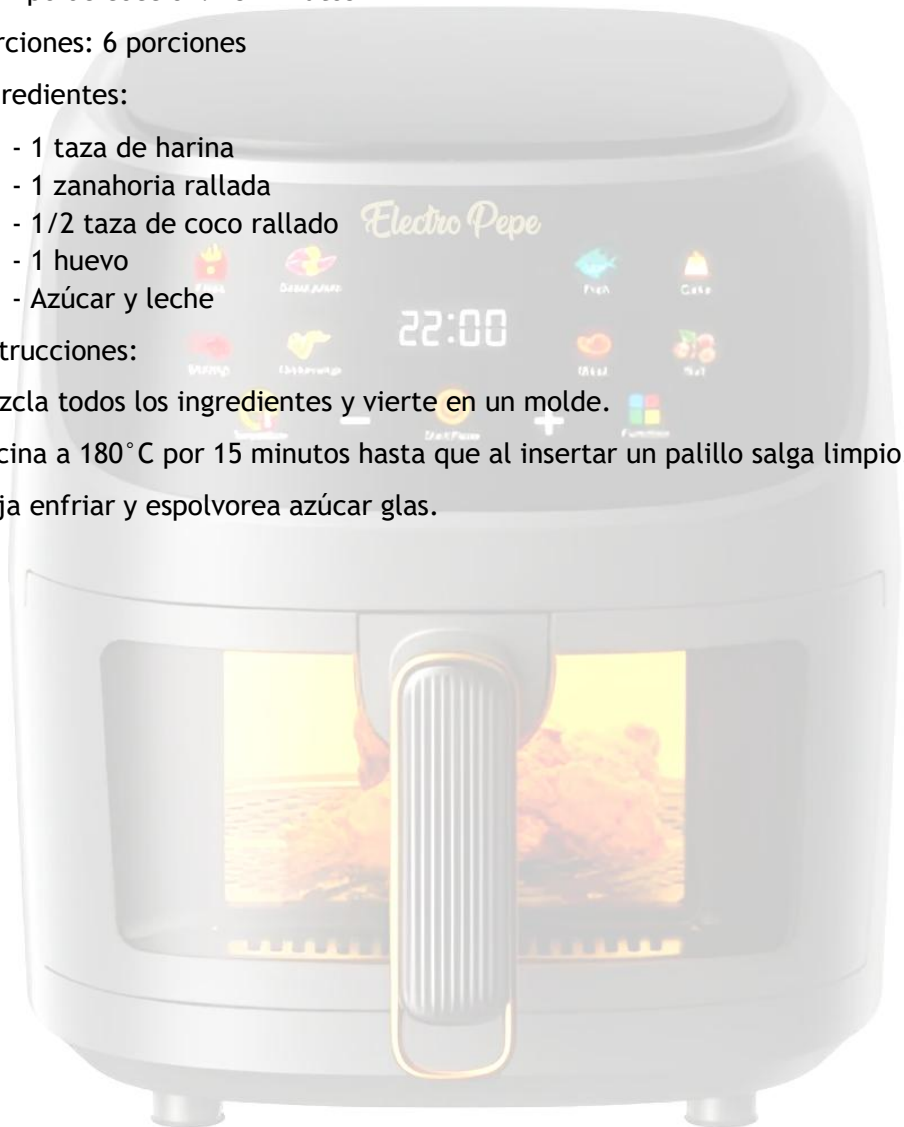 rciones: 6 porciones
redientes:
- 1 taza de harina
- 1 zanahoria rallada
- 1/2 taza de coco rallado
Electro Pepe
- 1 huevo
Fish
Cake
- Azúcar y leche
22:00
trucciones:
zcla todos los ingredientes y vierte en un molde.
cina a 180°C por 15 minutos hasta que al insertar un palillo salga limpio
ja enfriar y espolvorea azúcar glas.